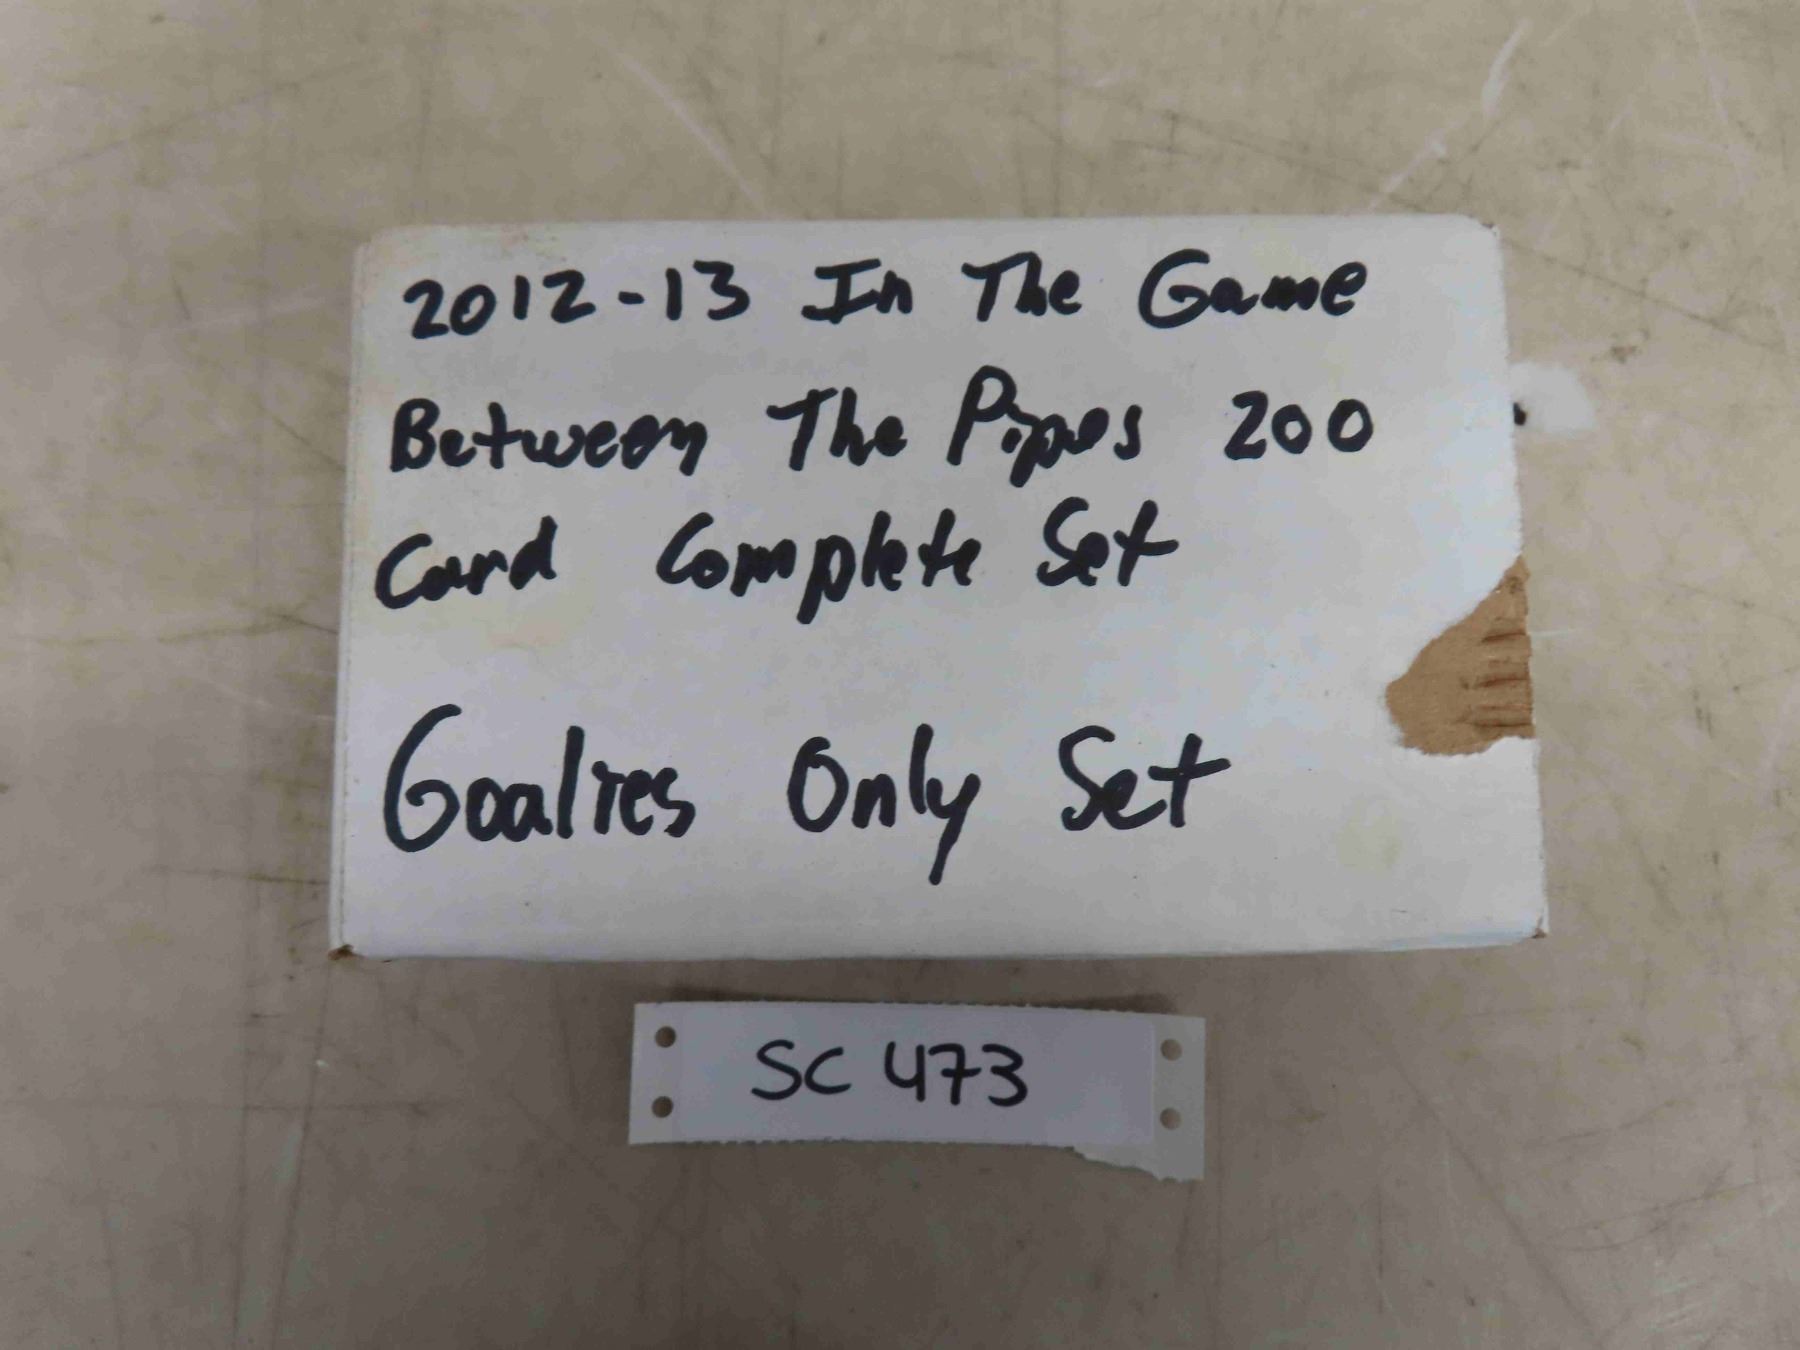 2012-13 In The Game
Between The Pipes 200
Card Complete Set
Goalies Only Set
SC 473